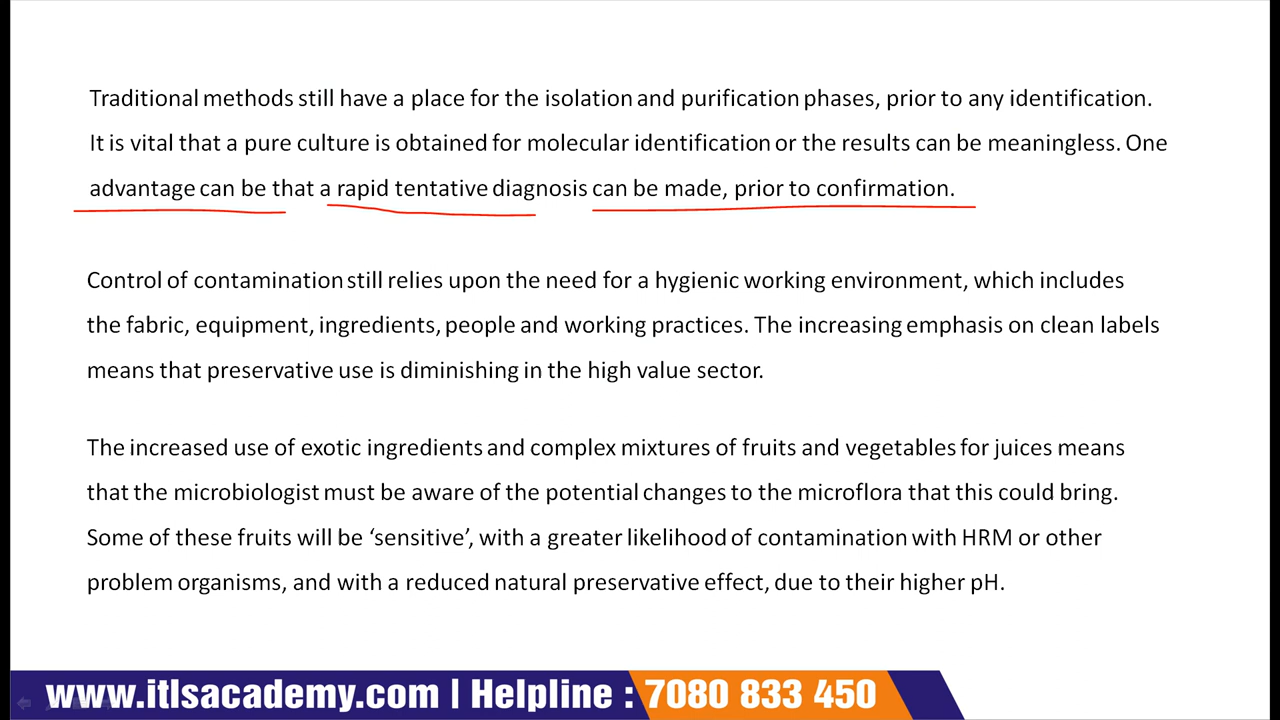 Traditional methods still have a place for the isolation and purification phases, prior to any identification.
It is vital that a pure culture is obtained for molecular identification or the results can be meaningless. One
advantage can be that a rapid tentative diagnosis can be made, prior to confirmation.
Control of contamination still relies upon the need for a hygienic working environment, which includes
the fabric, equipment, ingredients, people and working practices. The increasing emphasis on clean labels
means that preservative use is diminishing in the high value sector.
The increased use of exotic ingredients and complex mixtures of fruits and vegetables for juices means
that the microbiologist must be aware of the potential changes to the microflora that this could bring.
Some of these fruits will be ‘sensitive’, with a greater likelihood of contamination with HRM or other
problem organisms, and with a reduced natural preservative effect, due to their higher pH.
www.itlsacademy.com | Helpline : 7080 833 450